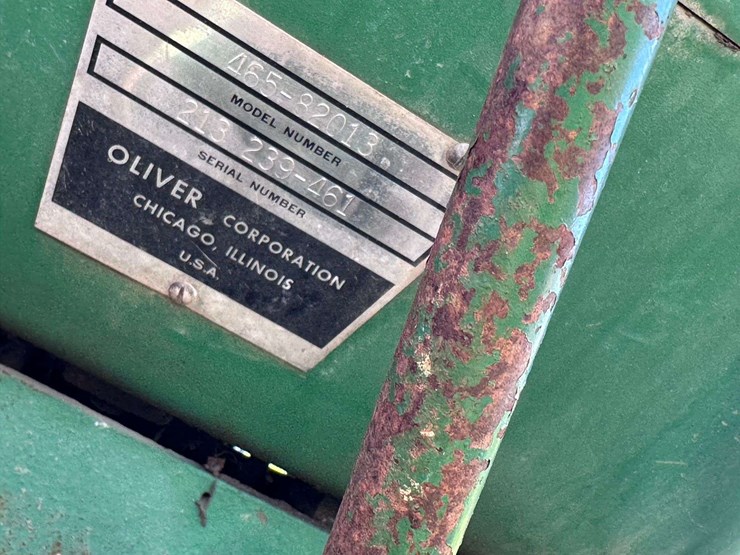 465-82013
MODEL NUMBER
213 239-461
SERIAL NUMBER
OLIVER CORPORATION
CHICAGO, ILLINOIS
U.S.A